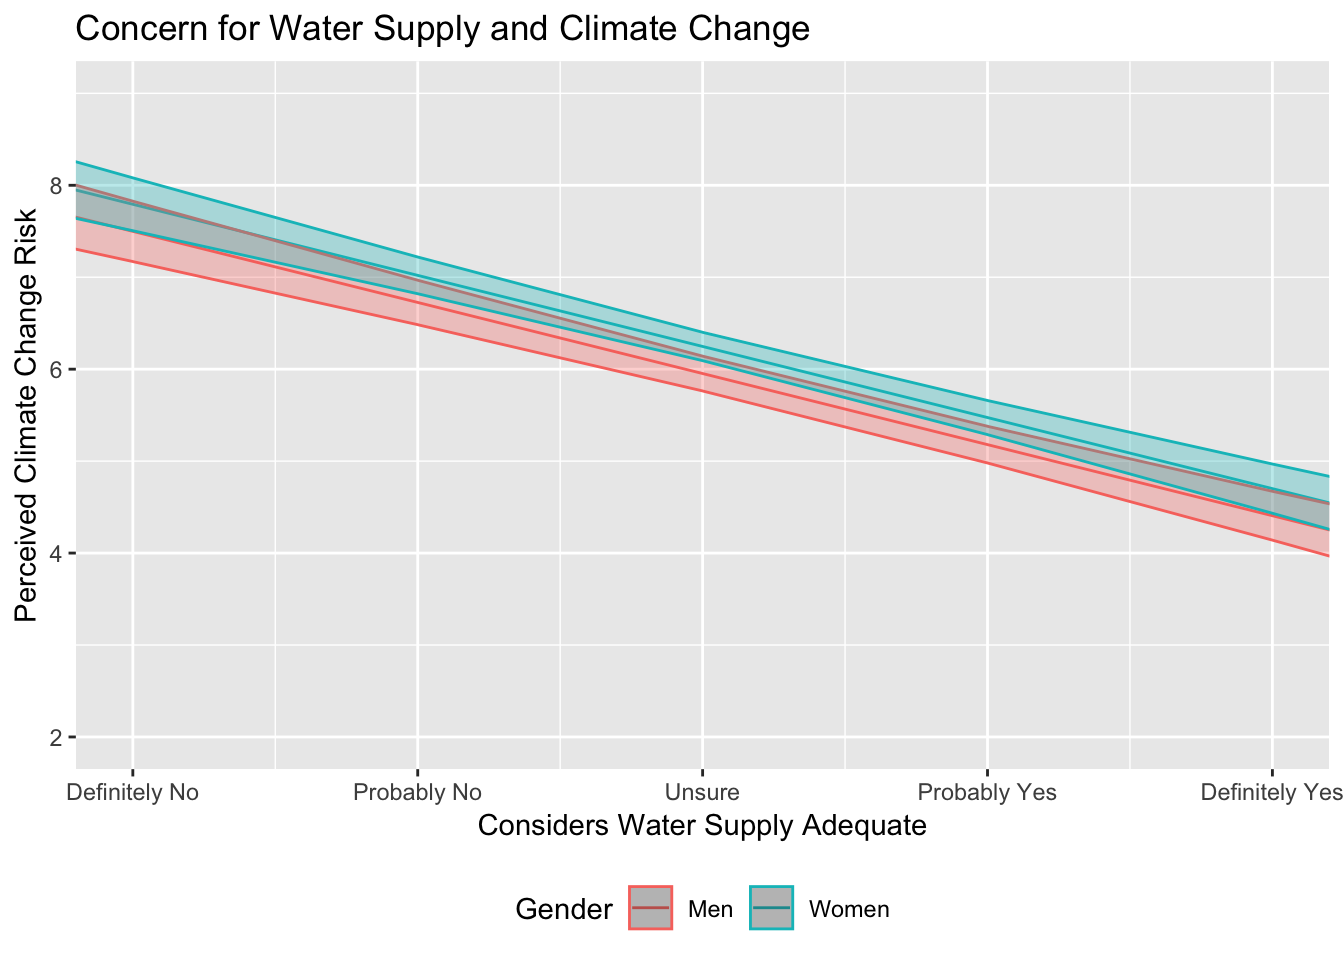 Concern for Water Supply and Climate Change
Perceived Climate Change Risk
8
6
4
2
Definitely No Probably No Unsure Probably Yes Definitely Yes
Considers Water Supply Adequate
Gender Men Women